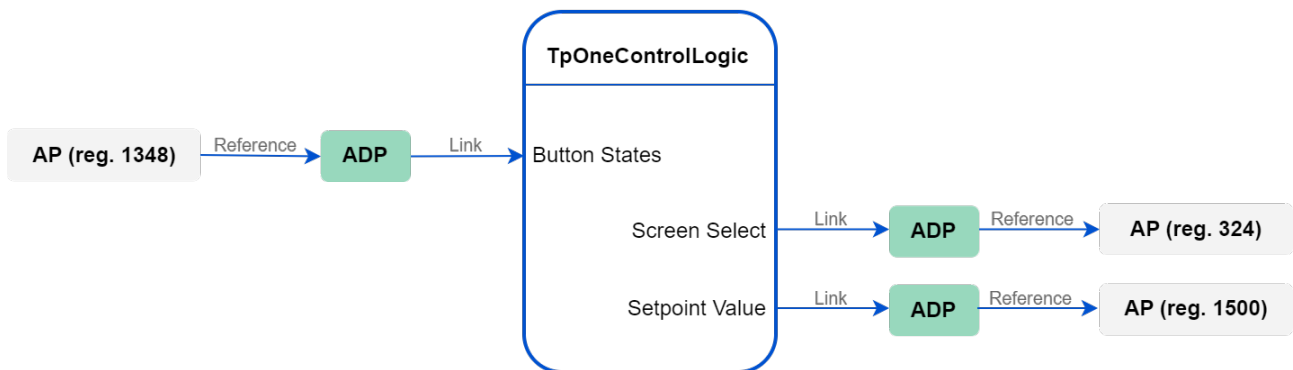 TpOneControlLogic
AP (reg. 1348)
Reference
ADP
Link
Button States
Screen Select
Link
ADP
Reference
AP (reg. 324)
Setpoint Value
Link
ADP
Reference
AP (reg. 1500)